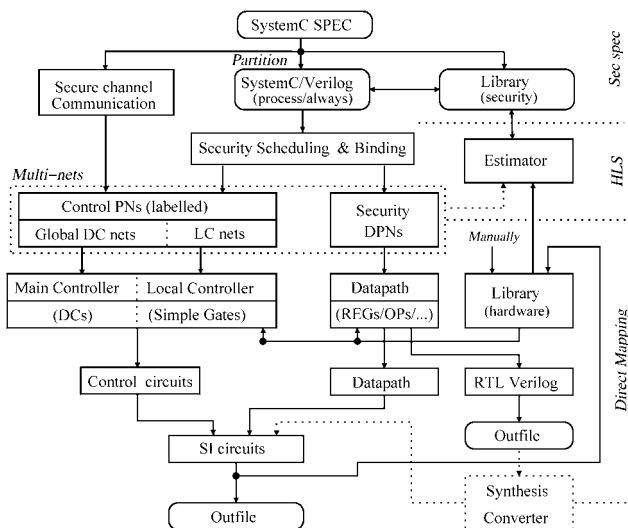 SystemC SPEC
Partition
Secure channel
Communication
SystemC/Verilog
(process/always)
Library
(security)
Sec spec
Security Scheduling & Binding
Estimator
HLS
Multi-nets
Control PNs (labelled)
Global DC nets
LC nets
Security
DPNs
Manually
Main Controller
(DCs)
Local Controller
(Simple Gates)
Datapath
(REGs/OPs/...)
Library
(hardware)
Direct Mapping
Control circuits
Datapath
RTL Verilog
SI circuits
Outfile
Outfile
Synthesis
Converter